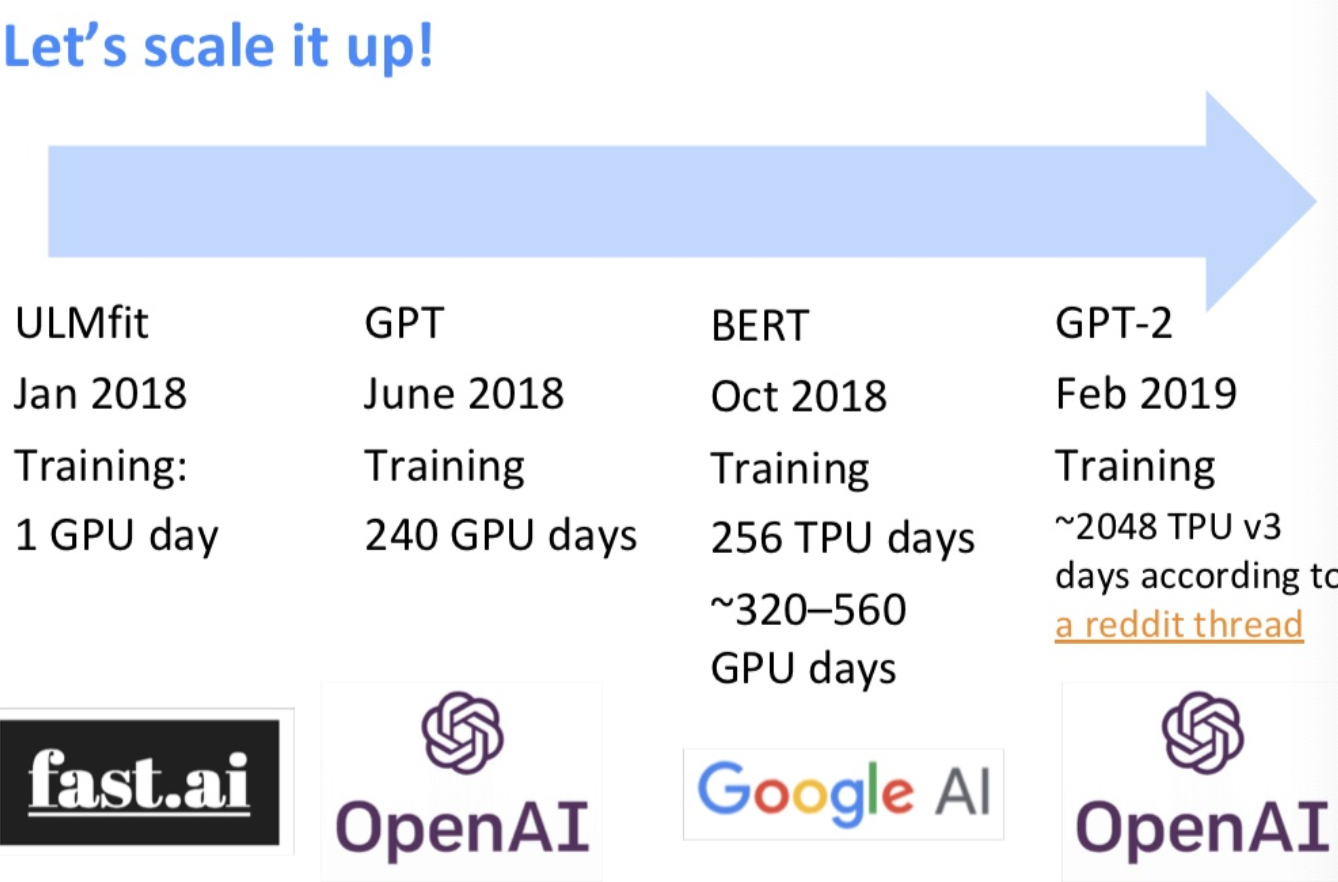 Let's scale it up!
ULMfit
Jan 2018
Training:
1 GPU day
fast.ai
GPT
June 2018
Training
240 GPU days
OpenAI
BERT
Oct 2018
Training
256 TPU days
~320–560
GPU days
Google AI
GPT-2
Feb 2019
Training
~2048 TPU v3
days according to
a reddit thread
OpenAI